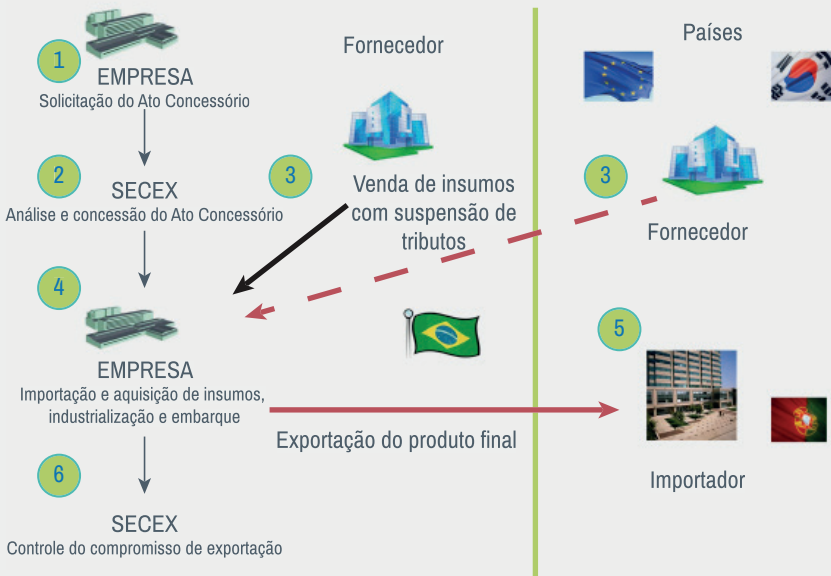 1
EMPRESA
Solicitação do Ato Concessório
2
SECEX
Análise e concessão do Ato Concessório
3
Fornecedor
Venda de insumos
com suspensão de
tributos
Países
3
Fornecedor
4
EMPRESA
Importação e aquisição de insumos,
industrialização e embarque
Exportação do produto final
5
Importador
6
SECEX
Controle do compromisso de exportação